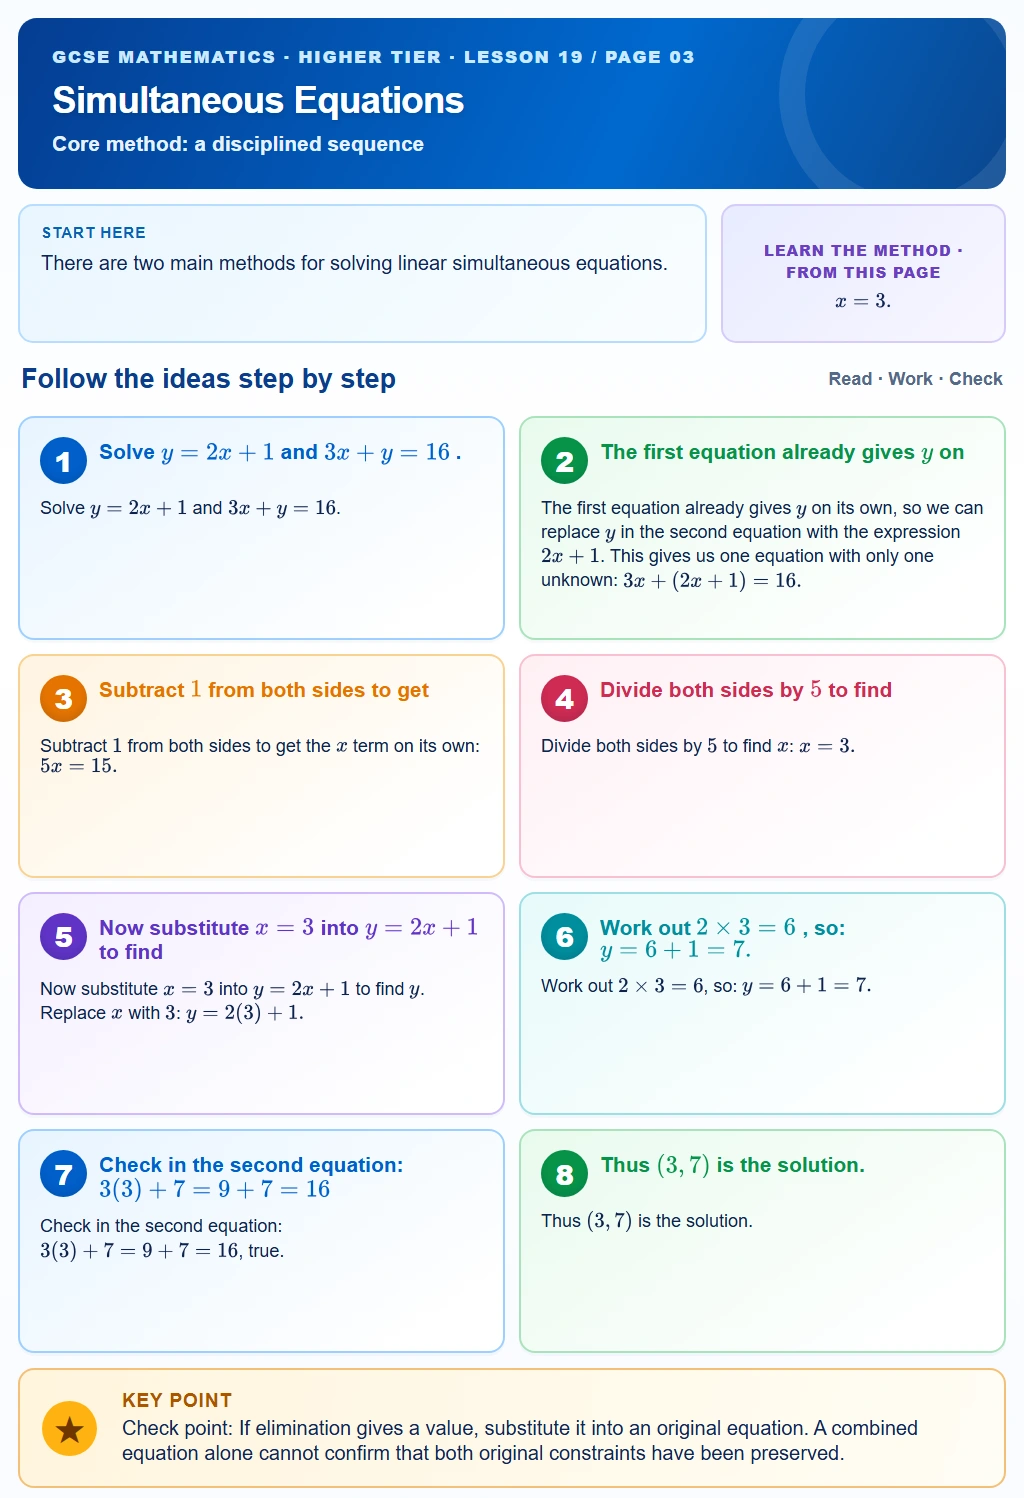 GCSE MATHEMATICS · HIGHER TIER · LESSON 19 / PAGE 03
Simultaneous Equations
Core method: a disciplined sequence
START HERE
There are two main methods for solving linear simultaneous equations.
LEARN THE METHOD ·
FROM THIS PAGE
x = 3.
Follow the ideas step by step
Read · Work · Check
1
Solve y = 2x + 1 and 3x + y = 16 .
Solve y = 2x + 1 and 3x + y = 16.
2
The first equation already gives y on
The first equation already gives y on its own, so we can
replace y in the second equation with the expression
2x + 1. This gives us one equation with only one
unknown: 3x + (2x + 1) = 16.
3
Subtract 1 from both sides to get
Subtract 1 from both sides to get the x term on its own:
5x = 15.
4
Divide both sides by 5 to find
Divide both sides by 5 to find x: x = 3.
5
Now substitute x = 3 into y = 2x + 1
to find
Now substitute x = 3 into y = 2x + 1 to find y.
Replace x with 3: y = 2(3) + 1.
6
Work out 2 × 3 = 6 , so:
y = 6 + 1 = 7.
Work out 2 × 3 = 6, so: y = 6 + 1 = 7.
7
Check in the second equation:
3(3) + 7 = 9 + 7 = 16
Check in the second equation:
3(3) + 7 = 9 + 7 = 16, true.
8
Thus (3, 7) is the solution.
Thus (3, 7) is the solution.
KEY POINT
Check point: If elimination gives a value, substitute it into an original equation. A combined
equation alone cannot confirm that both original constraints have been preserved.